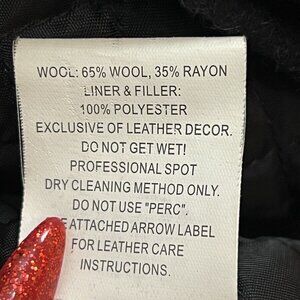 WOOL: 65% WOOL, 35% RAYON
LINER & FILLER:
100% POLYESTER
EXCLUSIVE OF LEATHER DECOR.
DO NOT GET WET!
PROFESSIONAL SPOT
DRY CLEANING METHOD ONLY.
DO NOT USE "PERC".
ATTACHED ARROW LABEL
FOR LEATHER CARE
INSTRUCTIONS.